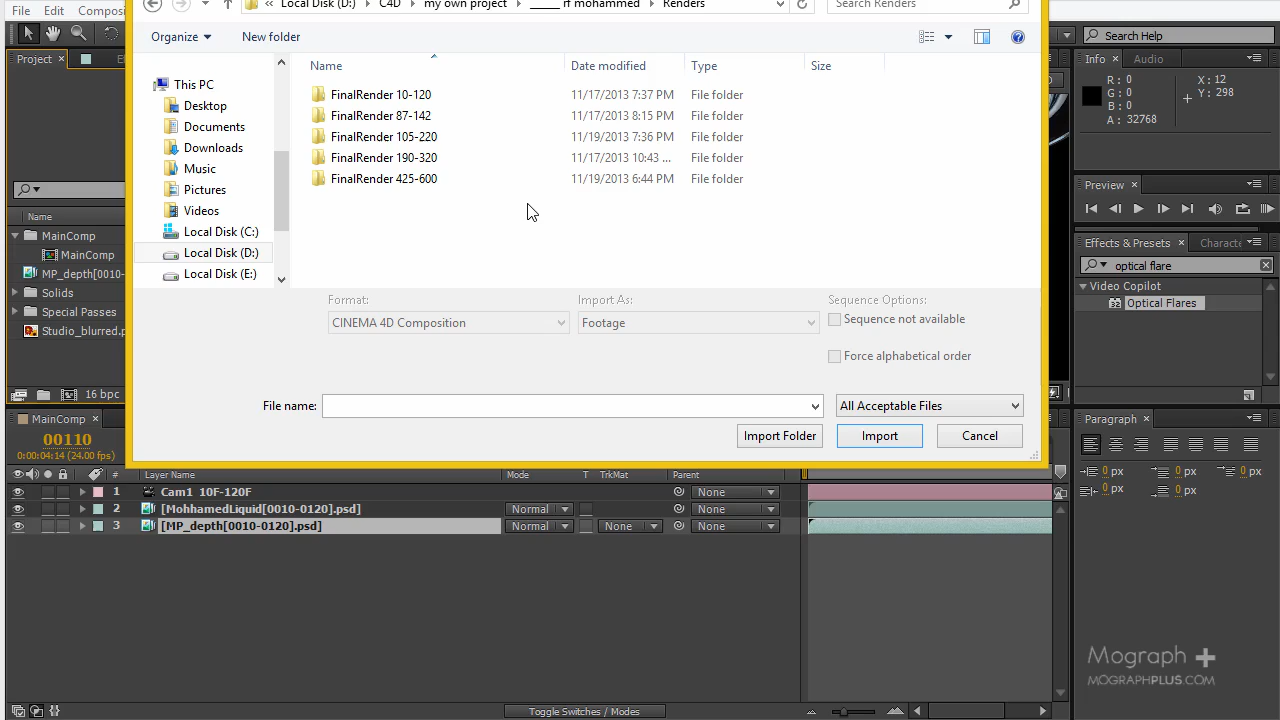 File Edit Compos
Local Disk (D:) C4D my own project ______ rf mohammed Renders Search Renders
Organize New folder
Search Help
Project
Info Audio
Name Date modified Type Size
R: 0
G: 0
B: 0
A: 32768
X: 12
Y: 298
This PC
Desktop
Documents
Downloads
Music
Pictures
Videos
Local Disk (C:)
Local Disk (D:)
Local Disk (E:)
FinalRender 10-120 11/17/2013 7:37 PM File folder
FinalRender 87-142 11/17/2013 8:15 PM File folder
FinalRender 105-220 11/19/2013 7:36 PM File folder
FinalRender 190-320 11/17/2013 10:43 ... File folder
FinalRender 425-600 11/19/2013 6:44 PM File folder
Preview
Name
MainComp
MainComp
MP_depth[0010-
Solids
Special Passes
Studio_blurred.p
16 bpc
Effects & Presets Characte
optical flare
Video Copilot
32 Optical Flares
Format: Import As: Sequence Options:
CINEMA 4D Composition Footage Sequence not available
Force alphabetical order
File name: All Acceptable Files
Import Folder Import Cancel
MainComp
00110
0:00:04:14 (24.00 fps)
Paragraph
0 px 0 px 0 px
0 px 0 px
# Layer Name Mode T TrkMat Parent
1 Cam1 10F-120F None
2 [MohhamedLiquid[0010-0120].psd] Normal None
3 [MP_depth[0010-0120].psd] Normal None None
Toggle Switches / Modes
Mograph +
MOGRAPHPLUS.COM